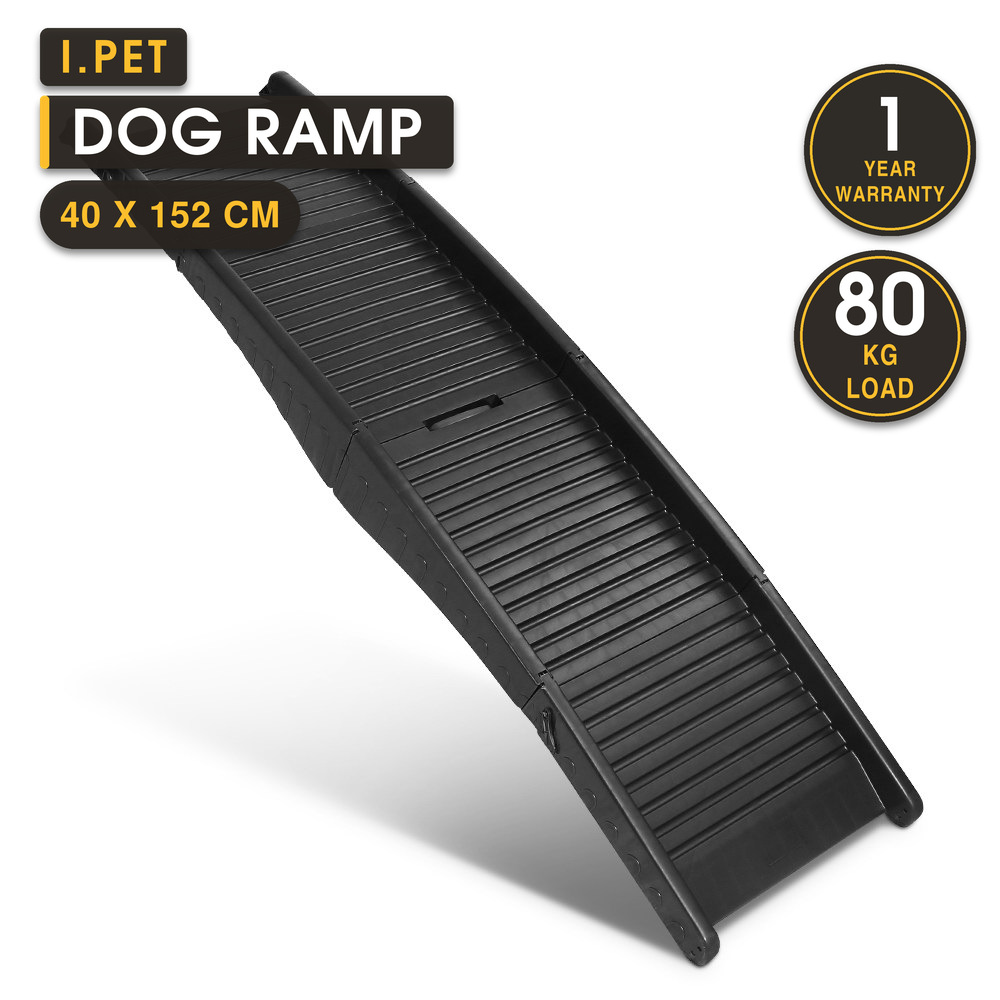 I.PET
DOG RAMP
40 X 152 CM
1
YEAR
WARRANTY
80
KG
LOAD